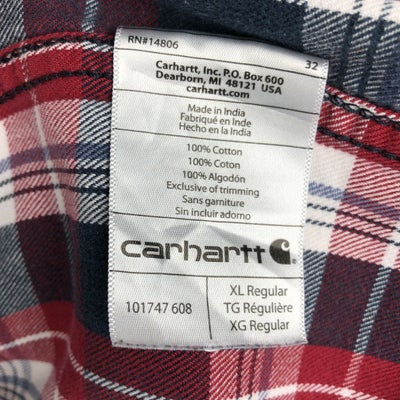 RN#14806
32
Carhartt, Inc. P.O. Box 600
Dearborn, MI 48121 USA
carhartt.com
Made in India
Fabriqué en Inde
Hecho en la India
100% Cotton
100% Coton
100% Algodón
Exclusive of trimming
Sans garniture
Sin incluir adorno
carhartt
101747 608
XL Regular
TG Régulière
XG Regular